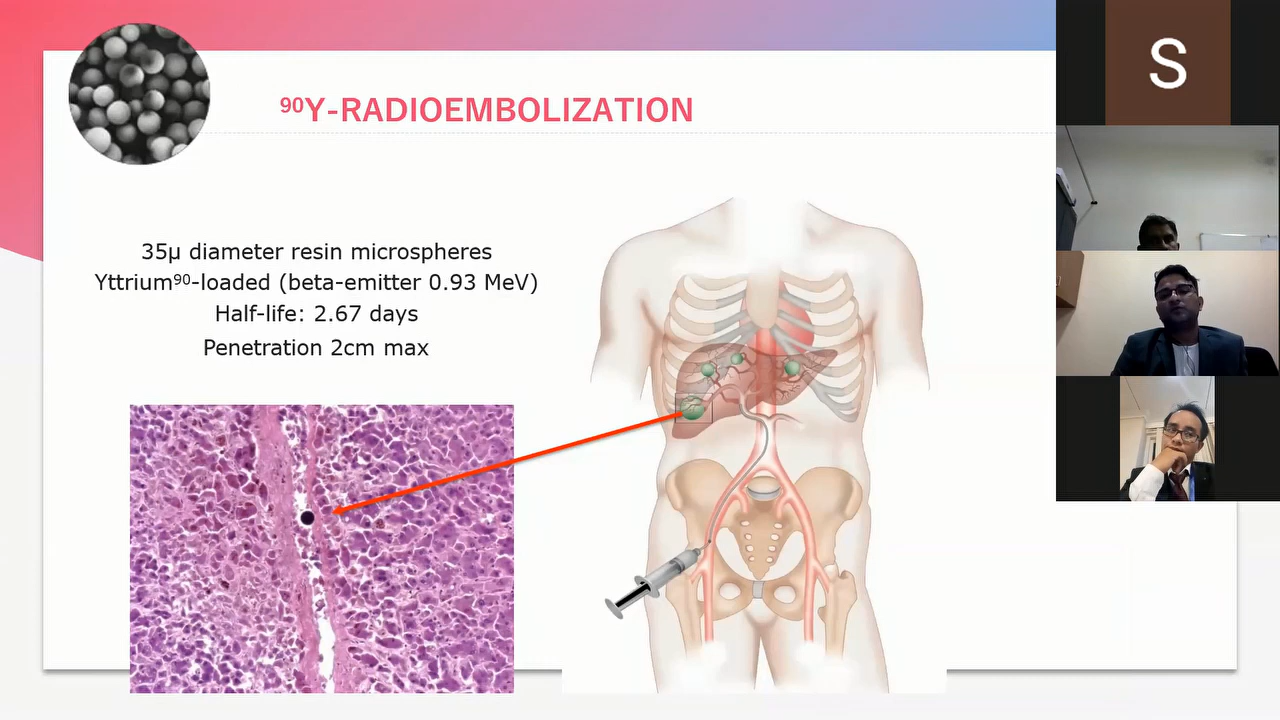 ⁹⁰Y-RADIOEMBOLIZATION
35µ diameter resin microspheres
Yttrium⁹⁰-loaded (beta-emitter 0.93 MeV)
Half-life: 2.67 days
Penetration 2cm max
S